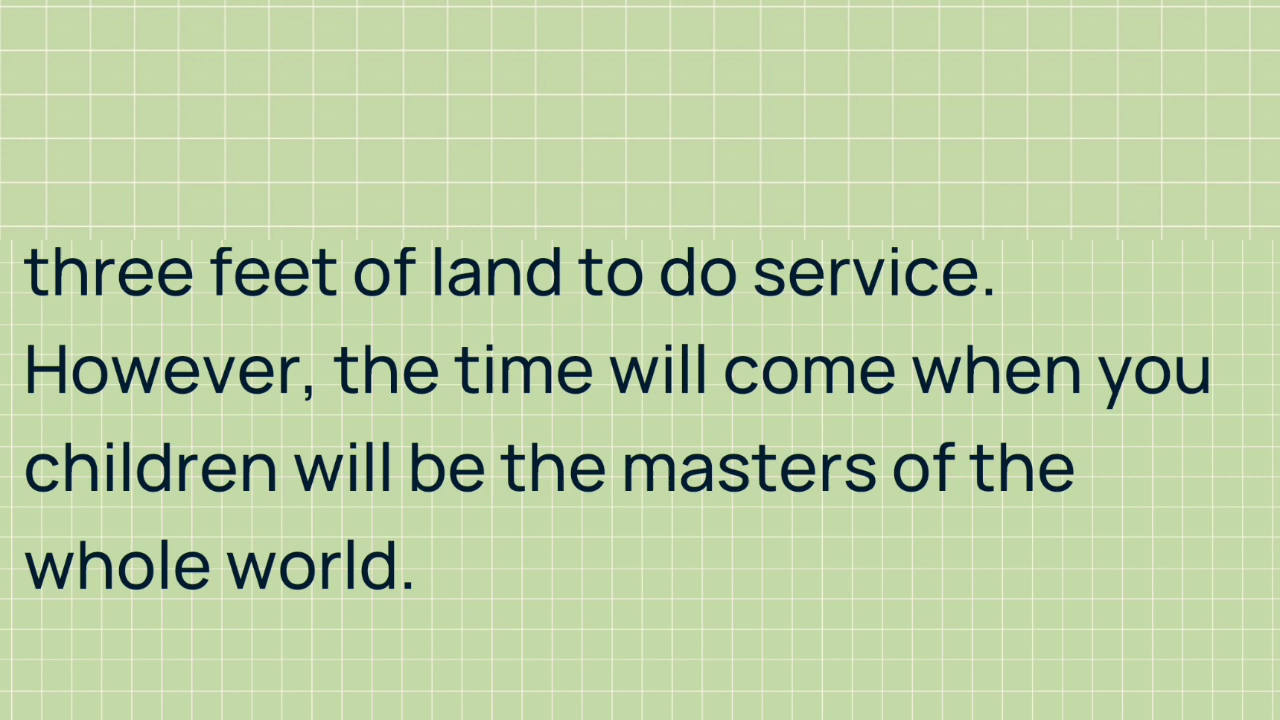 three feet of land to do service.
However, the time will come when you
children will be the masters of the
whole world.